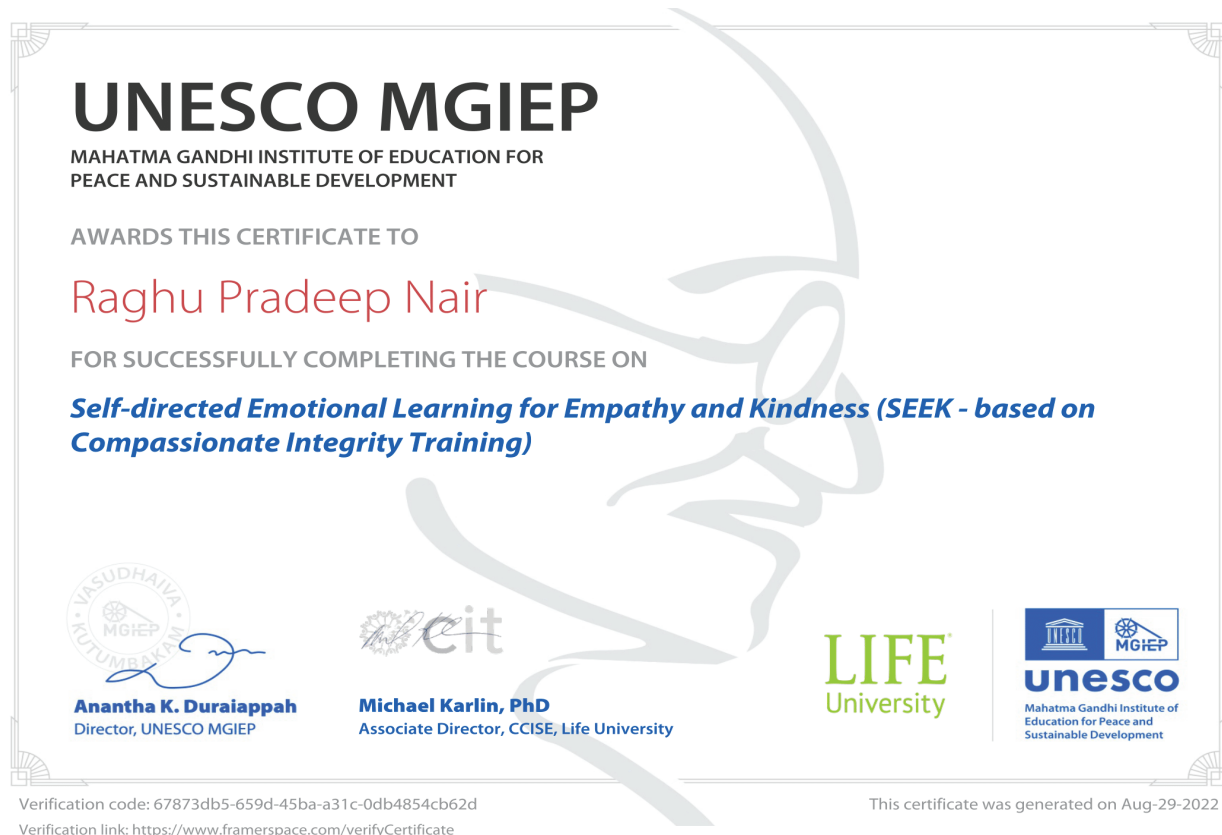 UNESCO MGIEP
MAHATMA GANDHI INSTITUTE OF EDUCATION FOR
PEACE AND SUSTAINABLE DEVELOPMENT
AWARDS THIS CERTIFICATE TO
Raghu Pradeep Nair
FOR SUCCESSFULLY COMPLETING THE COURSE ON
Self-directed Emotional Learning for Empathy and Kindness (SEEK - based on
Compassionate Integrity Training)
VASUDHAIVA
KUTUMBAKAM
MGIEP
cit
Anantha K. Duraiappah
Director, UNESCO MGIEP
Michael Karlin, PhD
Associate Director, CCISE, Life University
LIFE
University
UNESCO
MGIEP
unesco
Mahatma Gandhi Institute of
Education for Peace and
Sustainable Development
Verification code: 67873db5-659d-45ba-a31c-0db4854cb62d
This certificate was generated on Aug-29-2022
Verification link: https://www.framerspace.com/verifyCertificate